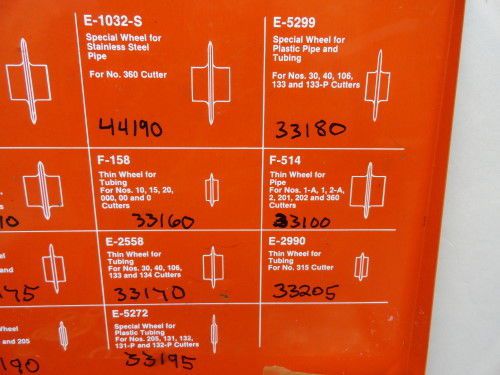 E-1032-S
Special Wheel for
Stainless Steel
Pipe
For No. 360 Cutter
44190
E-5299
Special Wheel for
Plastic Pipe and
Tubing
For Nos. 30, 40, 106,
133 and 133-P Cutters
33180
F-158
Thin Wheel for
Tubing
For Nos. 10, 15, 20,
000, 00 and 0
Cutters
33160
F-514
Thin Wheel for
Pipe
For Nos. 1-A, 1, 2-A,
2, 201, 202 and 360
Cutters
33100
E-2558
Thin Wheel for
Tubing
For Nos. 30, 40, 106,
133 and 134 Cutters
33170
E-2990
Thin Wheel for
Tubing
For No. 315 Cutter
33205
and
Wheel
and 205
E-5272
Special Wheel for
Plastic Tubing
For Nos. 205, 131, 132,
131-P and 132-P Cutters
33195